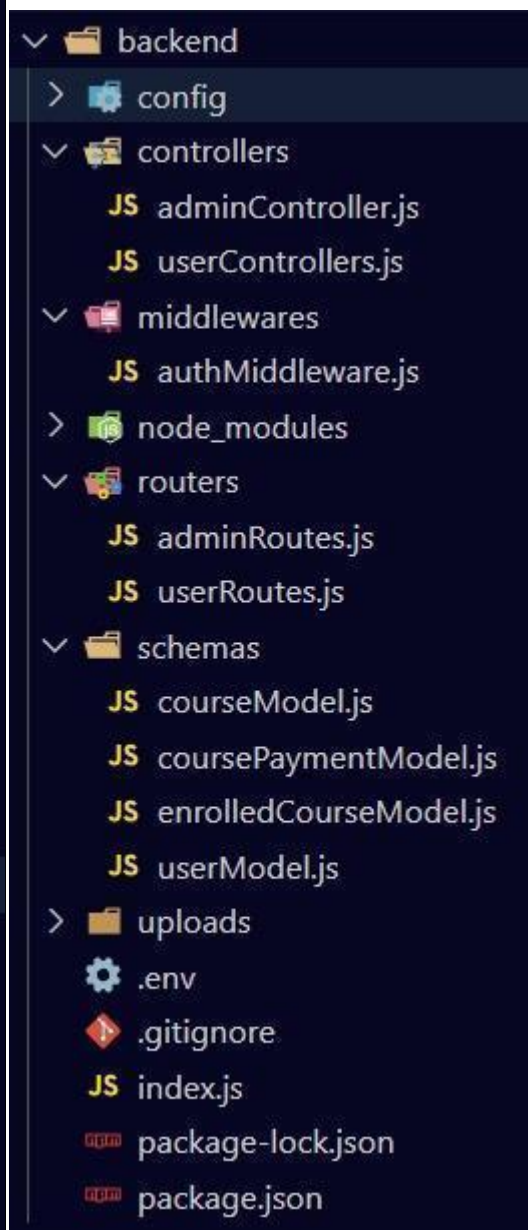 backend
config
controllers
JS adminController.js
JS userControllers.js
middlewares
JS authMiddleware.js
node_modules
routers
JS adminRoutes.js
JS userRoutes.js
schemas
JS courseModel.js
JS coursePaymentModel.js
JS enrolledCourseModel.js
JS userModel.js
uploads
.env
.gitignore
JS index.js
package-lock.json
package.json